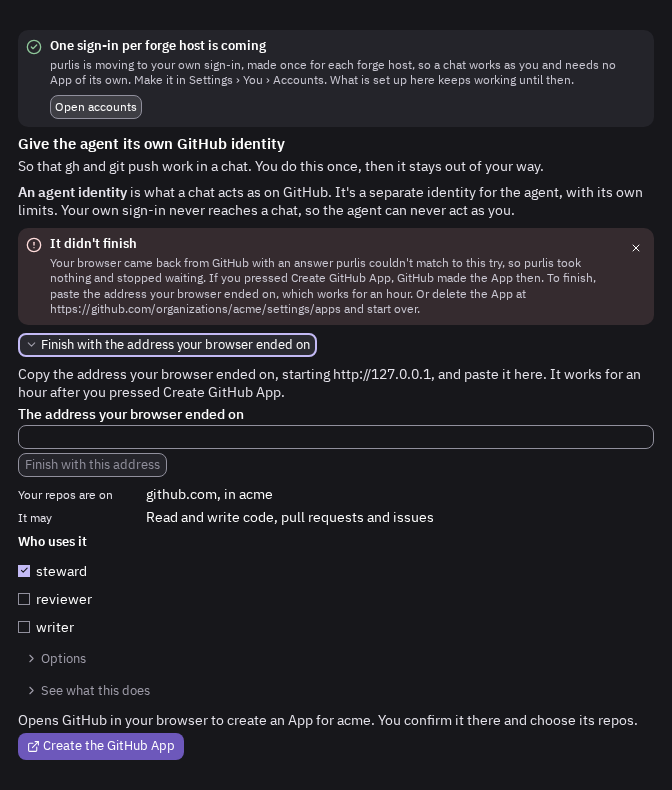 One sign-in per forge host is coming
purlis is moving to your own sign-in, made once for each forge host, so a chat works as you and needs no
App of its own. Make it in Settings › You › Accounts. What is set up here keeps working until then.
Open accounts
Give the agent its own GitHub identity
So that gh and git push work in a chat. You do this once, then it stays out of your way.
An agent identity is what a chat acts as on GitHub. It's a separate identity for the agent, with its own
limits. Your own sign-in never reaches a chat, so the agent can never act as you.
It didn't finish
Your browser came back from GitHub with an answer purlis couldn't match to this try, so purlis took
nothing and stopped waiting. If you pressed Create GitHub App, GitHub made the App then. To finish,
paste the address your browser ended on, which works for an hour. Or delete the App at
https://github.com/organizations/acme/settings/apps and start over.
Finish with the address your browser ended on
Copy the address your browser ended on, starting http://127.0.0.1, and paste it here. It works for an
hour after you pressed Create GitHub App.
The address your browser ended on
Finish with this address
Your repos are on github.com, in acme
It may Read and write code, pull requests and issues
Who uses it
steward
reviewer
writer
Options
See what this does
Opens GitHub in your browser to create an App for acme. You confirm it there and choose its repos.
Create the GitHub App